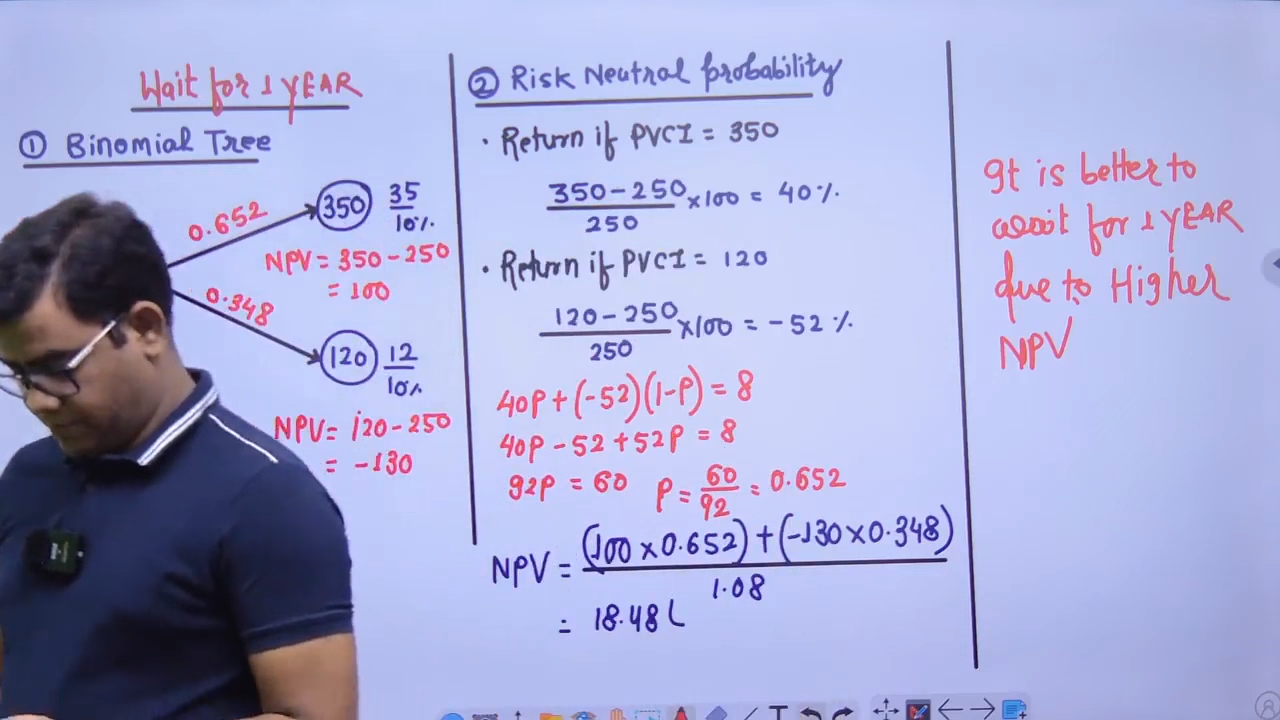 Wait for 1 YEAR
① Binomial Tree
0.652
350
35
10%
NPV = 350 - 250
= 100
0.348
120
12
10%
NPV = 120 - 250
= -130
② Risk Neutral probability
• Return if PVCI = 350
350 - 250
250
×100 = 40%.
• Return if PVCI = 120
120 - 250
250
×100 = -52%
40p + (-52)(1-p) = 8
40p - 52 + 52p = 8
92p = 60
p = 60
92
= 0.652
NPV = (100 × 0.652) + (-130 × 0.348)
1.08
= 18.48 L
It is better to
wait for 1 YEAR
due to Higher
NPV